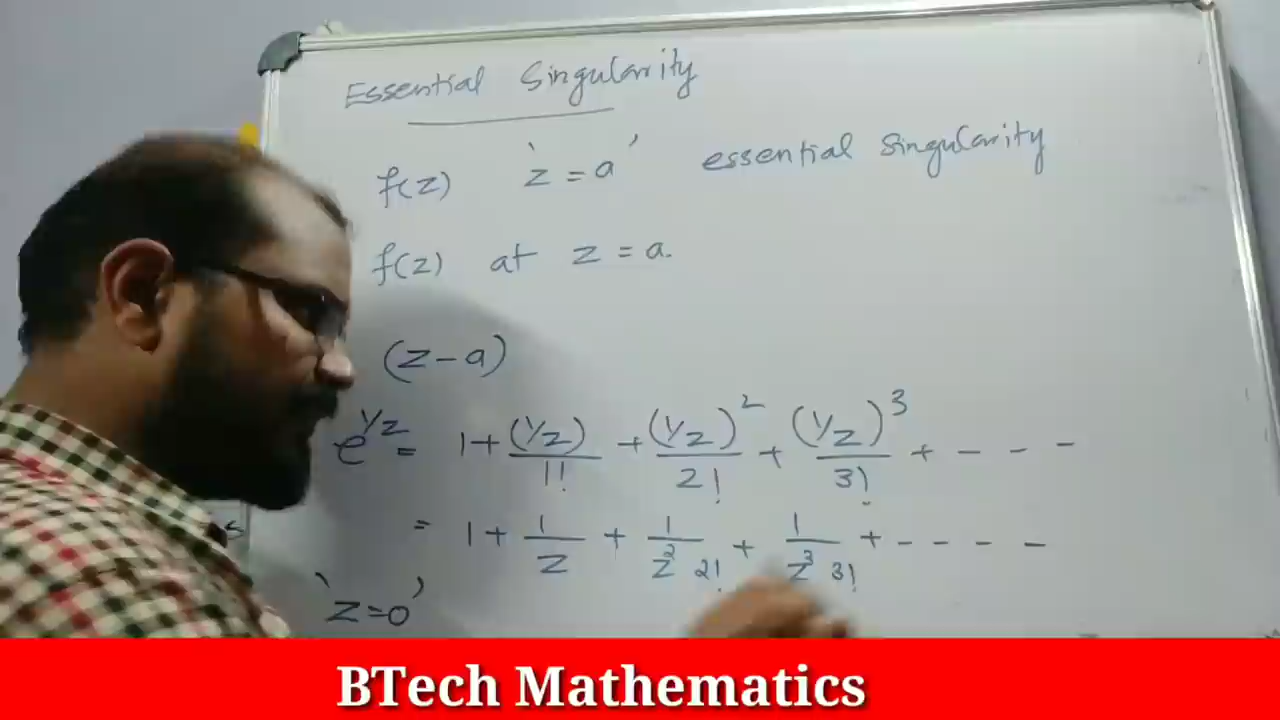 Essential Singularity
f(z) 'z = a' essential singularity
f(z) at z = a.
(z-a)
e^{1/z} = 1 + (1/z)/1! + (1/z)^2/2! + (1/z)^3/3! + - - -
= 1 + 1/z + 1/(z^2 2!) + 1/(z^3 3!) + - - - -
'z=0'
BTech Mathematics